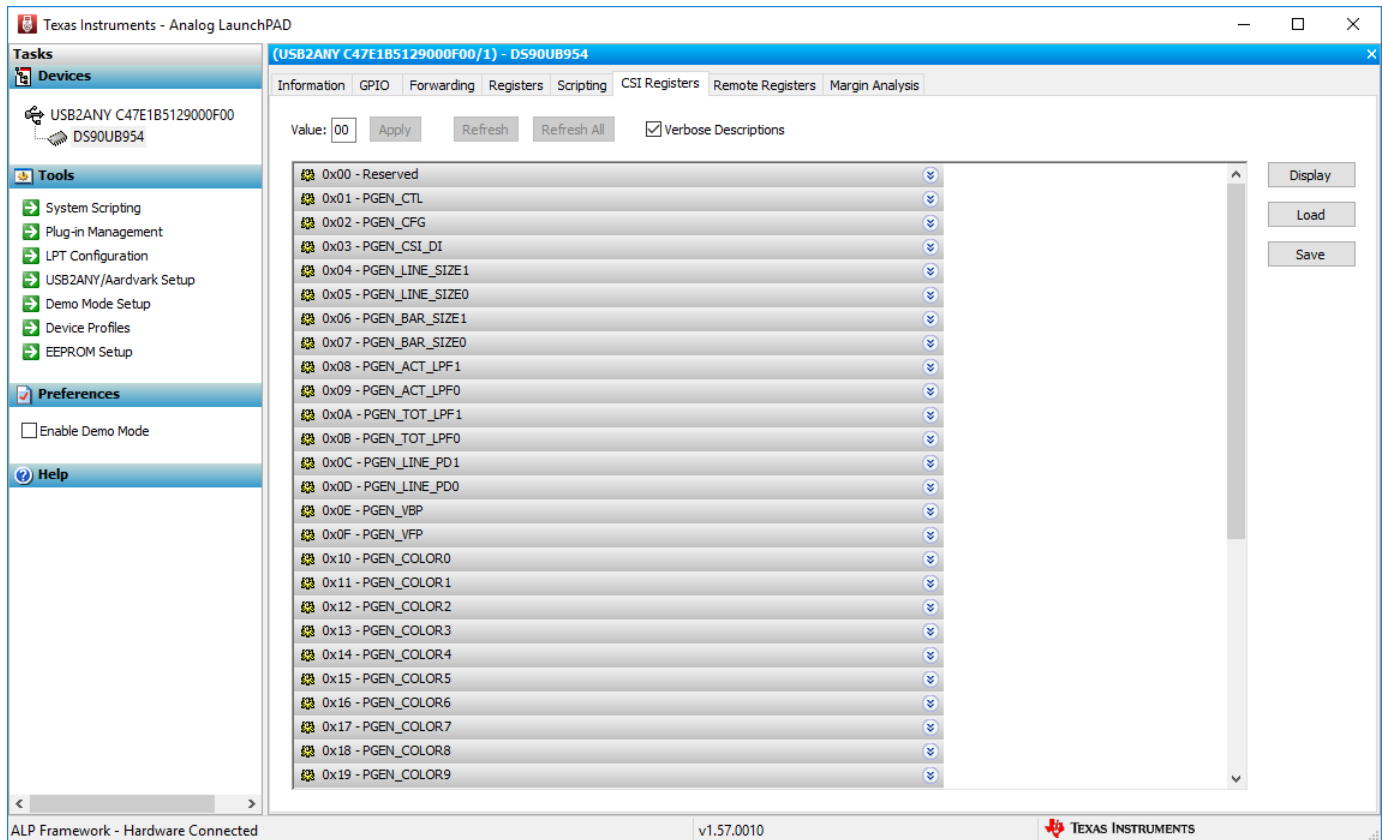 Texas Instruments - Analog LaunchPAD
Tasks
Devices
USB2ANY C47E1B5129000F00
DS90UB954
Tools
System Scripting
Plug-in Management
LPT Configuration
USB2ANY/Aardvark Setup
Demo Mode Setup
Device Profiles
EEPROM Setup
Preferences
Enable Demo Mode
Help
(USB2ANY C47E1B5129000F00/1) - DS90UB954
Information GPIO Forwarding Registers Scripting CSI Registers Remote Registers Margin Analysis
Value: 00 Apply Refresh Refresh All Verbose Descriptions
0x00 - Reserved
0x01 - PGEN_CTL
0x02 - PGEN_CFG
0x03 - PGEN_CSI_DI
0x04 - PGEN_LINE_SIZE1
0x05 - PGEN_LINE_SIZE0
0x06 - PGEN_BAR_SIZE1
0x07 - PGEN_BAR_SIZE0
0x08 - PGEN_ACT_LPF1
0x09 - PGEN_ACT_LPF0
0x0A - PGEN_TOT_LPF1
0x0B - PGEN_TOT_LPF0
0x0C - PGEN_LINE_PD1
0x0D - PGEN_LINE_PD0
0x0E - PGEN_VBP
0x0F - PGEN_VFP
0x10 - PGEN_COLOR0
0x11 - PGEN_COLOR1
0x12 - PGEN_COLOR2
0x13 - PGEN_COLOR3
0x14 - PGEN_COLOR4
0x15 - PGEN_COLOR5
0x16 - PGEN_COLOR6
0x17 - PGEN_COLOR7
0x18 - PGEN_COLOR8
0x19 - PGEN_COLOR9
Display
Load
Save
ALP Framework - Hardware Connected
v1.57.0010
TEXAS INSTRUMENTS